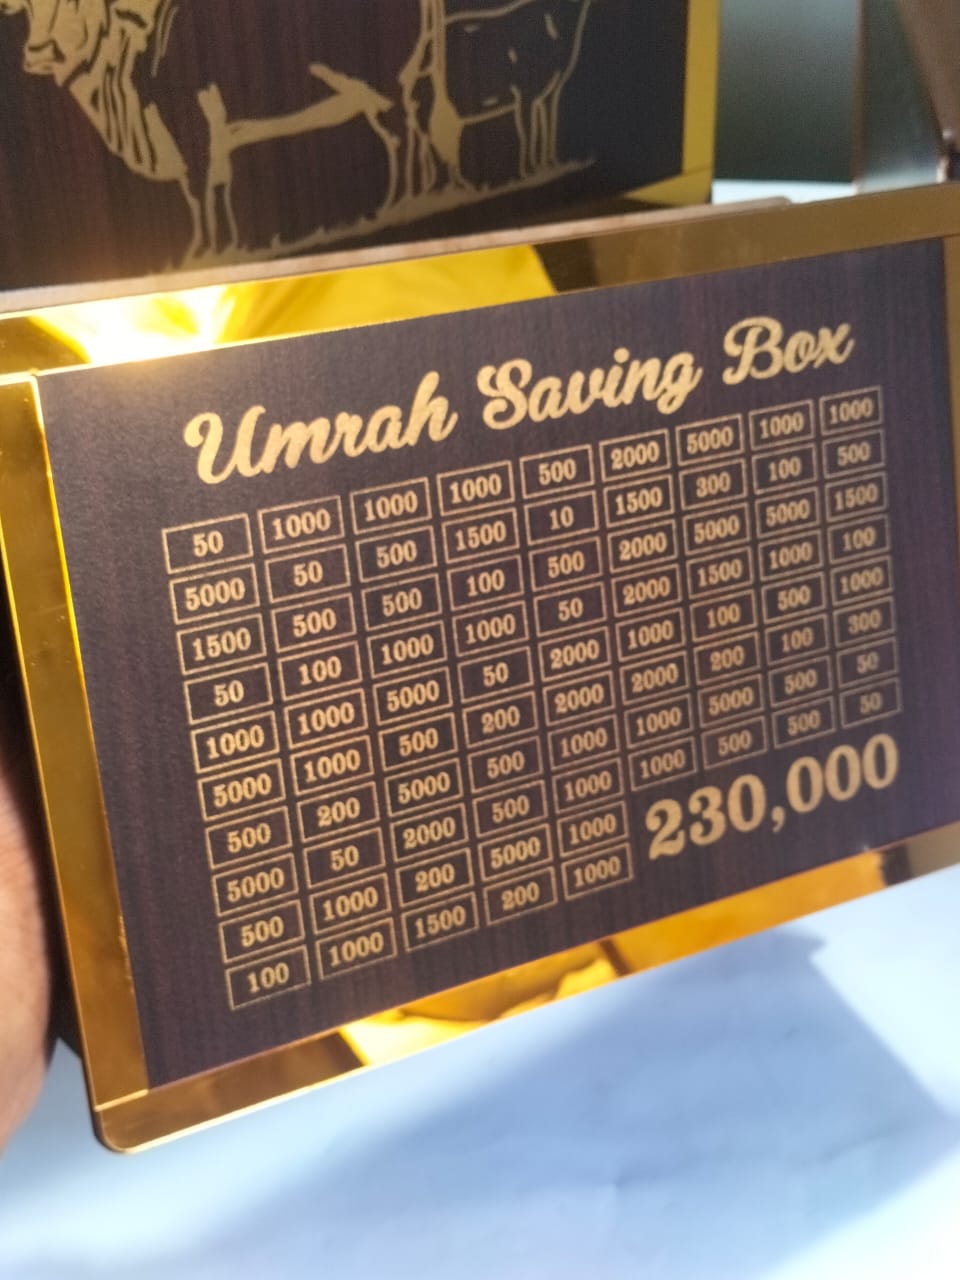 Umrah Saving Box
50 1000 1000 1000 500 2000 5000 1000 1000
5000 50 500 1500 10 1500 300 100 500
1500 500 500 100 500 2000 5000 5000 1500
50 100 1000 1000 50 2000 1500 1000 100
1000 1000 5000 50 2000 1000 100 500 1000
5000 1000 500 200 2000 2000 200 100 300
500 200 5000 500 1000 1000 5000 500 50
5000 50 2000 500 1000 1000 500 500 50
500 1000 200 5000 1000
100 1000 1500 200 1000
230,000